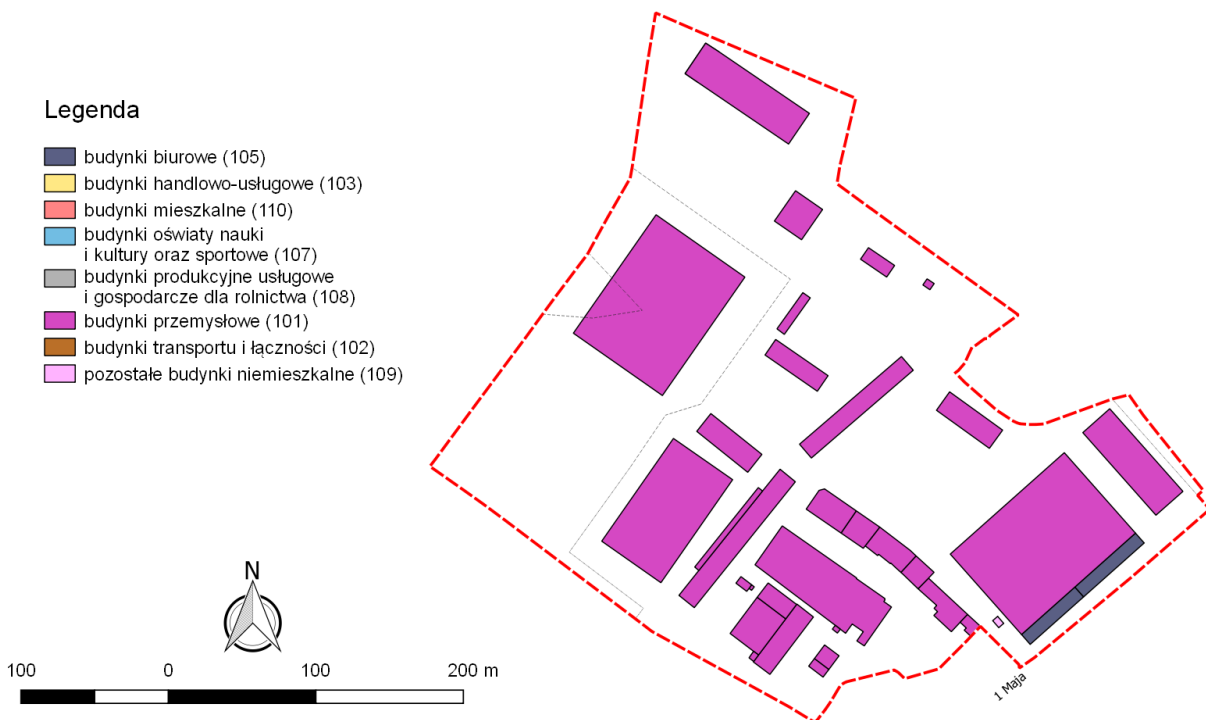 Legenda
budynki biurowe (105)
budynki handlowo-usługowe (103)
budynki mieszkalne (110)
budynki oświaty nauki
i kultury oraz sportowe (107)
budynki produkcyjne usługowe
i gospodarcze dla rolnictwa (108)
budynki przemysłowe (101)
budynki transportu i łączności (102)
pozostałe budynki niemieszkalne (109)
N
100 0 100 200 m
1 Maja